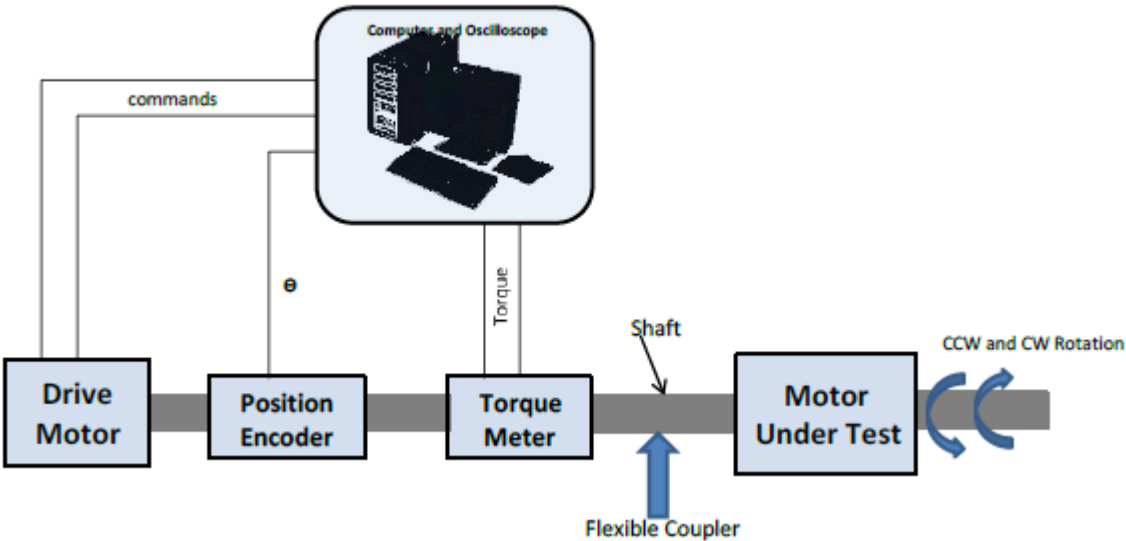 Computer and Oscilloscope
commands
Θ
Torque
Shaft
CCW and CW Rotation
Drive
Motor
Position
Encoder
Torque
Meter
Motor
Under Test
Flexible Coupler